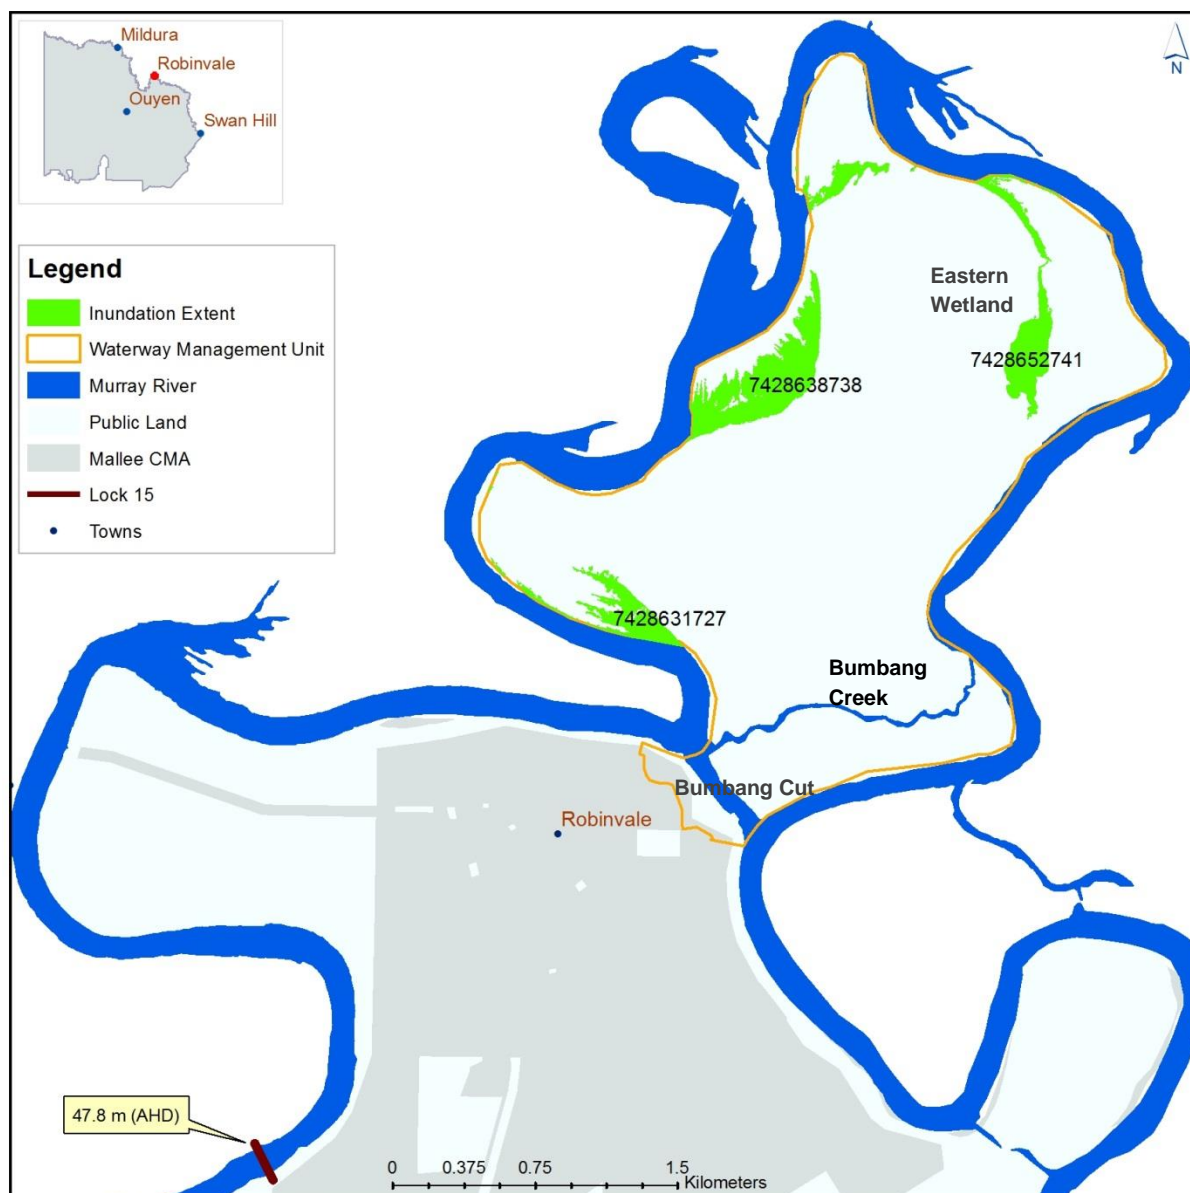 Mildura
Robinvale
Ouyen
Swan Hill
N
Legend
Inundation Extent
Waterway Management Unit
Murray River
Public Land
Mallee CMA
Lock 15
Towns
Eastern
Wetland
7428652741
7428638738
7428631727
Bumbang
Creek
Bumbang Cut
Robinvale
47.8 m (AHD)
0 0.375 0.75 1.5
Kilometers